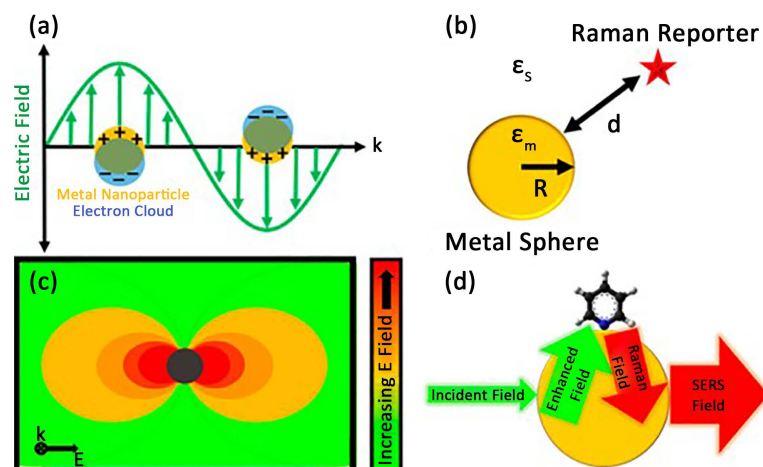 (a)
Electric Field
k
+ + +
− − −
− − −
+ + +
Metal Nanoparticle
Electron Cloud
(b)
Raman Reporter
εs
d
εm
R
Metal Sphere
(c)
k
E
Increasing E Field
(d)
Incident Field
Enhanced
Field
Raman
Field
SERS
Field